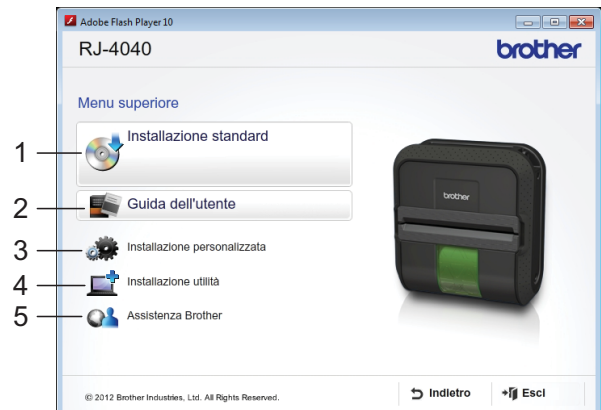 Adobe Flash Player 10
RJ-4040
brother
Menu superiore
1
Installazione standard
2
Guida dell'utente
3
Installazione personalizzata
4
Installazione utilità
5
Assistenza Brother
brother
© 2012 Brother Industries, Ltd. All Rights Reserved.
Indietro
Esci